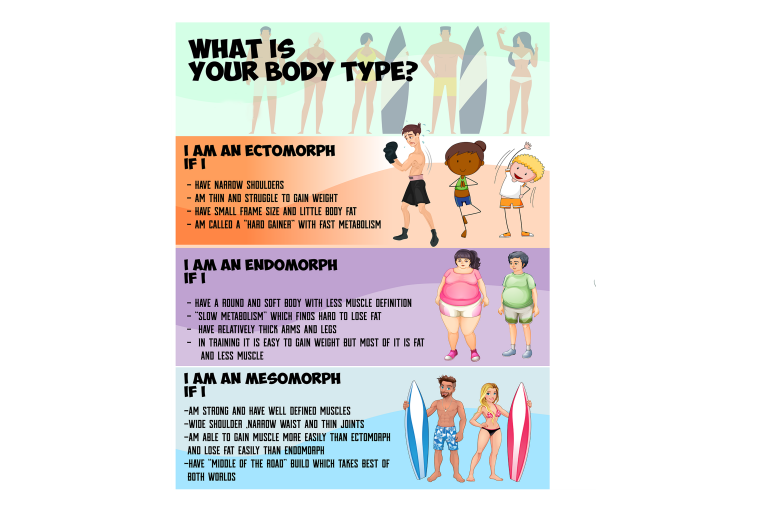 WHAT IS
YOUR BODY TYPE?
I AM AN ECTOMORPH
IF I
- HAVE NARROW SHOULDERS
- AM THIN AND STRUGGLE TO GAIN WEIGHT
- HAVE SMALL FRAME SIZE AND LITTLE BODY FAT
- AM CALLED A "HARD GAINER" WITH FAST METABOLISM
I AM AN ENDOMORPH
IF I
- HAVE A ROUND AND SOFT BODY WITH LESS MUSCLE DEFINITION
- "SLOW METABOLISM" WHICH FINDS HARD TO LOSE FAT
- HAVE RELATIVELY THICK ARMS AND LEGS
- IN TRAINING IT IS EASY TO GAIN WEIGHT BUT MOST OF IT IS FAT
AND LESS MUSCLE
I AM AN MESOMORPH
IF I
-AM STRONG AND HAVE WELL DEFINED MUSCLES
-WIDE SHOULDER ,NARROW WAIST AND THIN JOINTS
-AM ABLE TO GAIN MUSCLE MORE EASILY THAN ECTOMORPH
AND LOSE FAT EASILY THAN ENDOMORPH
-HAVE "MIDDLE OF THE ROAD" BUILD WHICH TAKES BEST OF
BOTH WORLDS